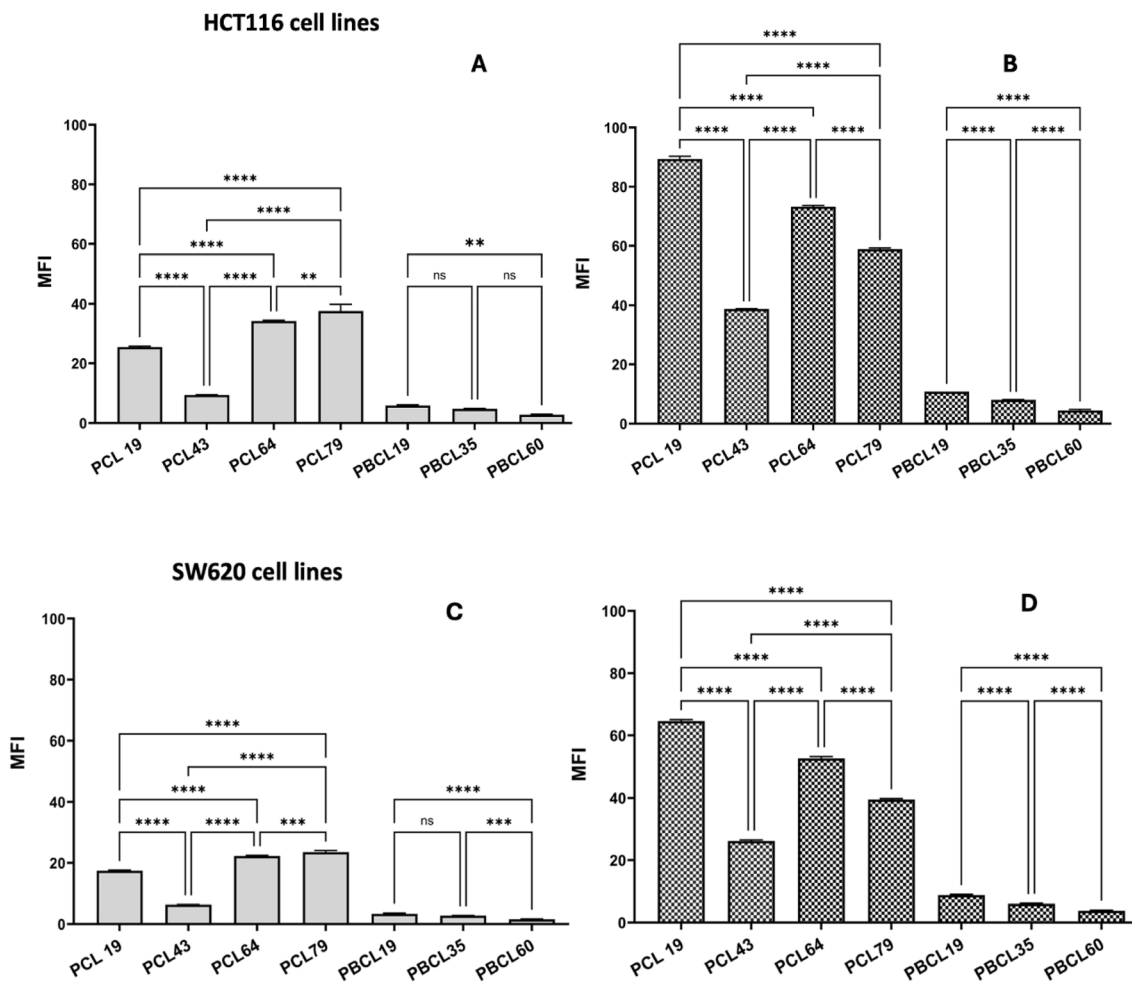 HCT116 cell lines
A
MFI
100
80
60
40
20
0
****
****
****
**** **** **
**
ns ns
PCL 19 PCL43 PCL64 PCL79 PBCL19 PBCL35 PBCL60
B
MFI
100
80
60
40
20
0
****
****
****
**** **** ****
****
**** ****
PCL 19 PCL43 PCL64 PCL79 PBCL19 PBCL35 PBCL60
SW620 cell lines
C
MFI
100
80
60
40
20
0
****
****
****
**** **** ***
****
ns ***
PCL 19 PCL43 PCL64 PCL79 PBCL19 PBCL35 PBCL60
D
MFI
100
80
60
40
20
0
****
****
****
**** **** ****
****
**** ****
PCL 19 PCL43 PCL64 PCL79 PBCL19 PBCL35 PBCL60